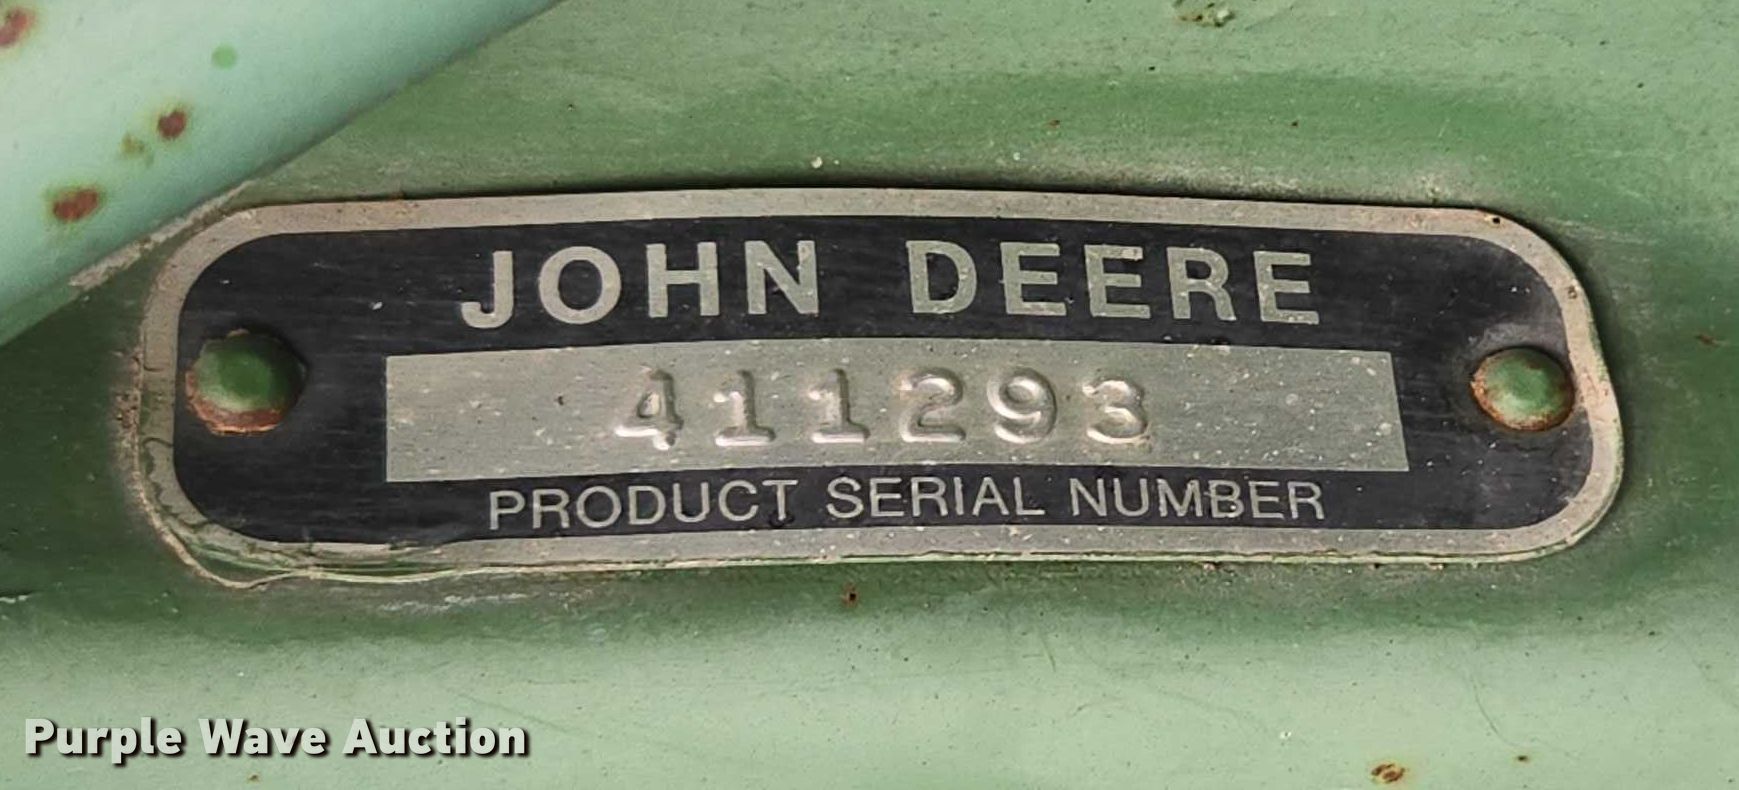 JOHN DEERE
411293
PRODUCT SERIAL NUMBER
Purple Wave Auction